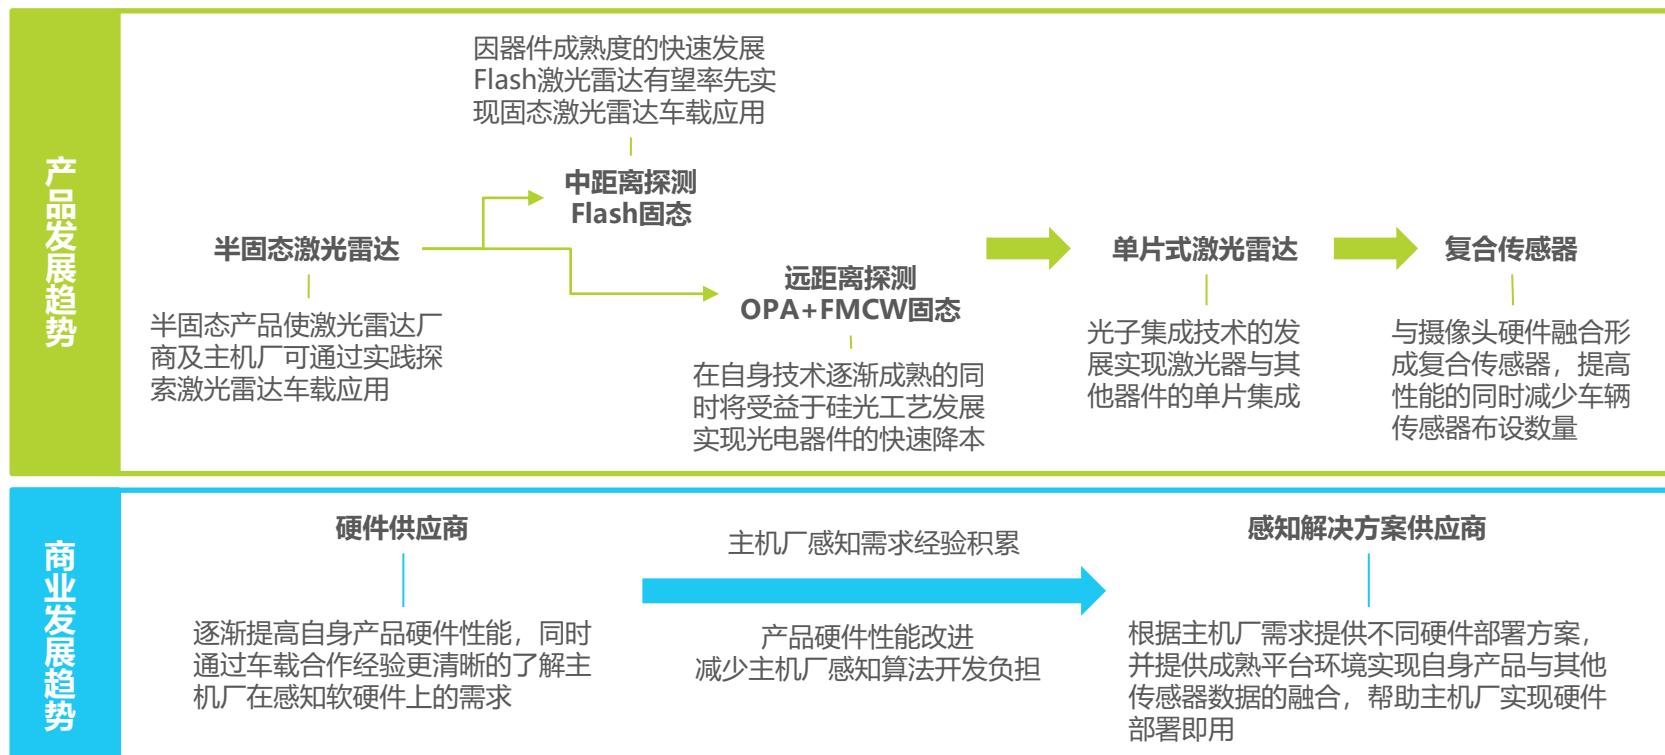 产品发展趋势
因器件成熟度的快速发展
Flash激光雷达有望率先实
现固态激光雷达车载应用
中距离探测
Flash固态
半固态激光雷达
半固态产品使激光雷达厂
商及主机厂可通过实践探
索激光雷达车载应用
远距离探测
OPA+FMCW固态
在自身技术逐渐成熟的同
时将受益于硅光工艺发展
实现光电器件的快速降本
单片式激光雷达
光子集成技术的发
展实现激光器与其
他器件的单片集成
复合传感器
与摄像头硬件融合形
成复合传感器，提高
性能的同时减少车辆
传感器布设数量
商业发展趋势
硬件供应商
逐渐提高自身产品硬件性能，同时
通过车载合作经验更清晰的了解主
机厂在感知软硬件上的需求
主机厂感知需求经验积累
产品硬件性能改进
减少主机厂感知算法开发负担
感知解决方案供应商
根据主机厂需求提供不同硬件部署方案，
并提供成熟平台环境实现自身产品与其他
传感器数据的融合，帮助主机厂实现硬件
部署即用